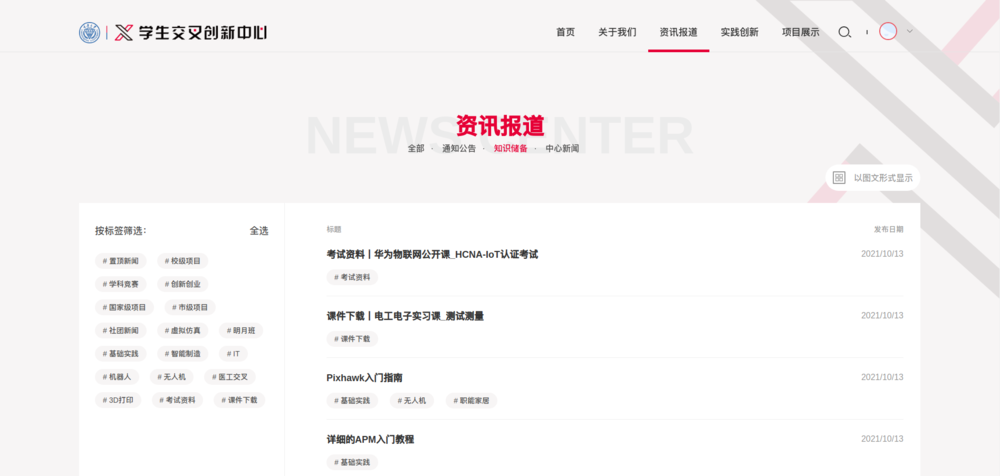 学生交叉创新中心
首页 关于我们 资讯报道 实践创新 项目展示
NEWS CENTER
资讯报道
全部 · 通知公告 · 知识储备 · 中心新闻
以图文形式显示
按标签筛选： 全选
# 置顶新闻 # 校级项目
# 学科竞赛 # 创新创业
# 国家级项目 # 市级项目
# 社团新闻 # 虚拟仿真 # 明月班
# 基础实践 # 智能制造 # IT
# 机器人 # 无人机 # 医工交叉
# 3D打印 # 考试资料 # 课件下载
标题 发布日期
考试资料丨华为物联网公开课_HCNA-IoT认证考试 2021/10/13
# 考试资料
课件下载丨电工电子实习课_测试测量 2021/10/13
# 课件下载
Pixhawk入门指南 2021/10/13
# 基础实践 # 无人机 # 职能家居
详细的APM入门教程 2021/10/13
# 基础实践